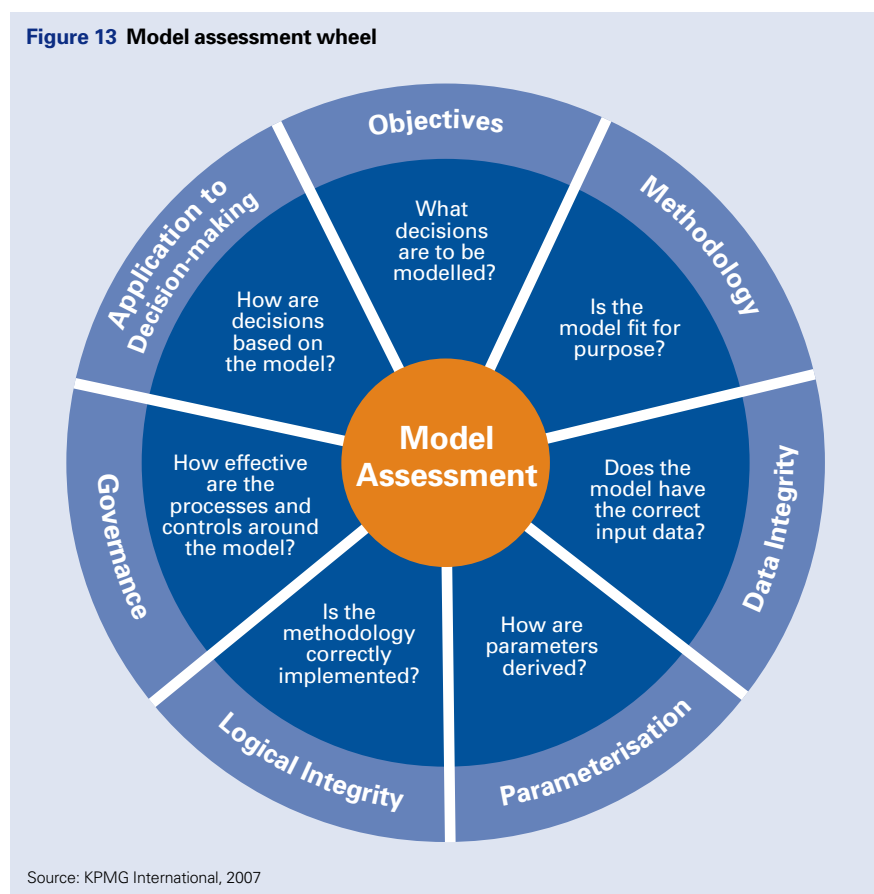 Figure 13 Model assessment wheel
Objectives
What
decisions
are to be
modelled?
Methodology
Is the
model fit for
purpose?
Data Integrity
Does the
model have
the correct
input data?
Parameterisation
How are
parameters
derived?
Logical Integrity
Is the
methodology
correctly
implemented?
Governance
How effective
are the
processes and
controls around
the model?
Application to
Decision-making
How are
decisions
based on
the model?
Model
Assessment
Source: KPMG International, 2007